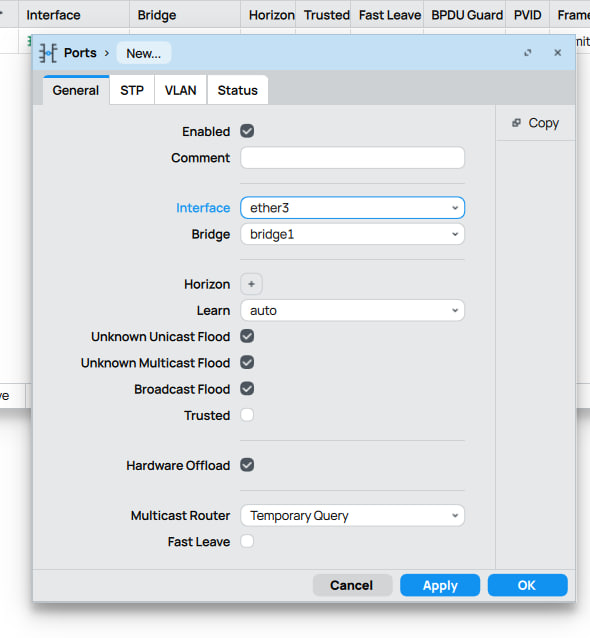 Interface Bridge Horizon Trusted Fast Leave BPDU Guard PVID Frame
Ports > New...
General STP VLAN Status
Copy
Enabled
Comment
Interface ether3
Bridge bridge1
Horizon +
Learn auto
Unknown Unicast Flood
Unknown Multicast Flood
Broadcast Flood
Trusted
Hardware Offload
Multicast Router Temporary Query
Fast Leave
Cancel Apply OK